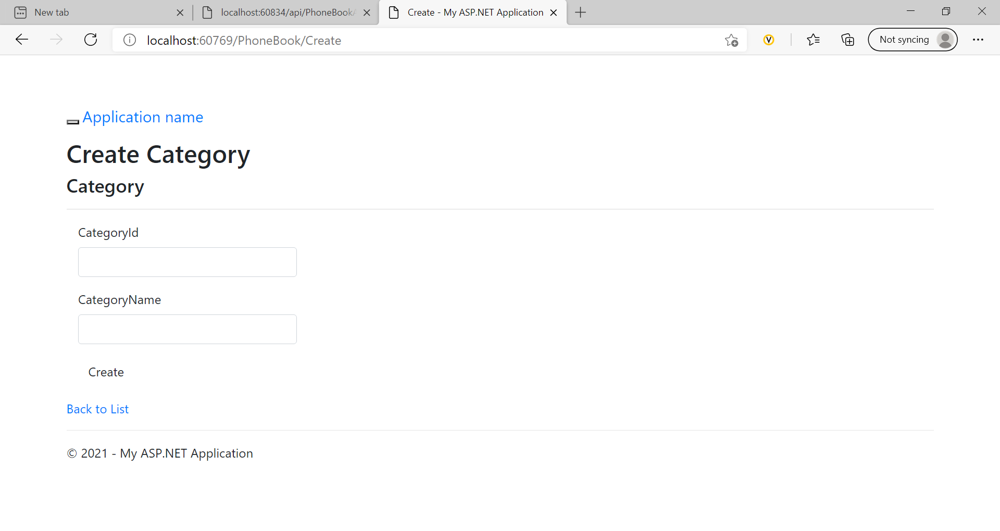 New tab
localhost:60834/api/PhoneBook
Create - My ASP.NET Application
localhost:60769/PhoneBook/Create
V
Not syncing
Application name
Create Category
Category
CategoryId
CategoryName
Create
Back to List
© 2021 - My ASP.NET Application